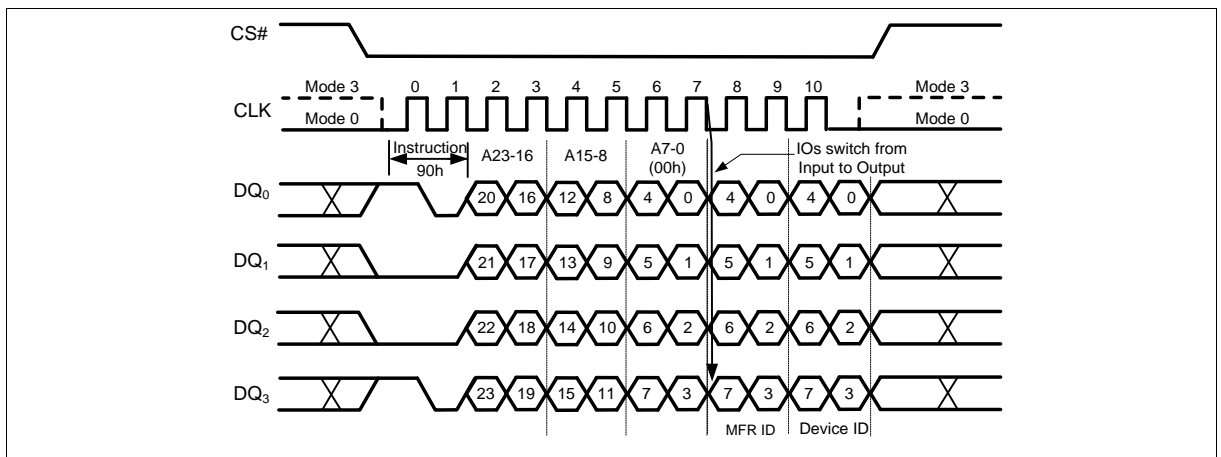 CS#
Mode 3 0 1 2 3 4 5 6 7 8 9 10 Mode 3
CLK
Mode 0 Mode 0
Instruction A23-16 A15-8 A7-0 IOs switch from
90h (00h) Input to Output
DQ0 20 16 12 8 4 0 4 0 4 0
DQ1 21 17 13 9 5 1 5 1 5 1
DQ2 22 18 14 10 6 2 6 2 6 2
DQ3 23 19 15 11 7 3 7 3 7 3
MFR ID Device ID